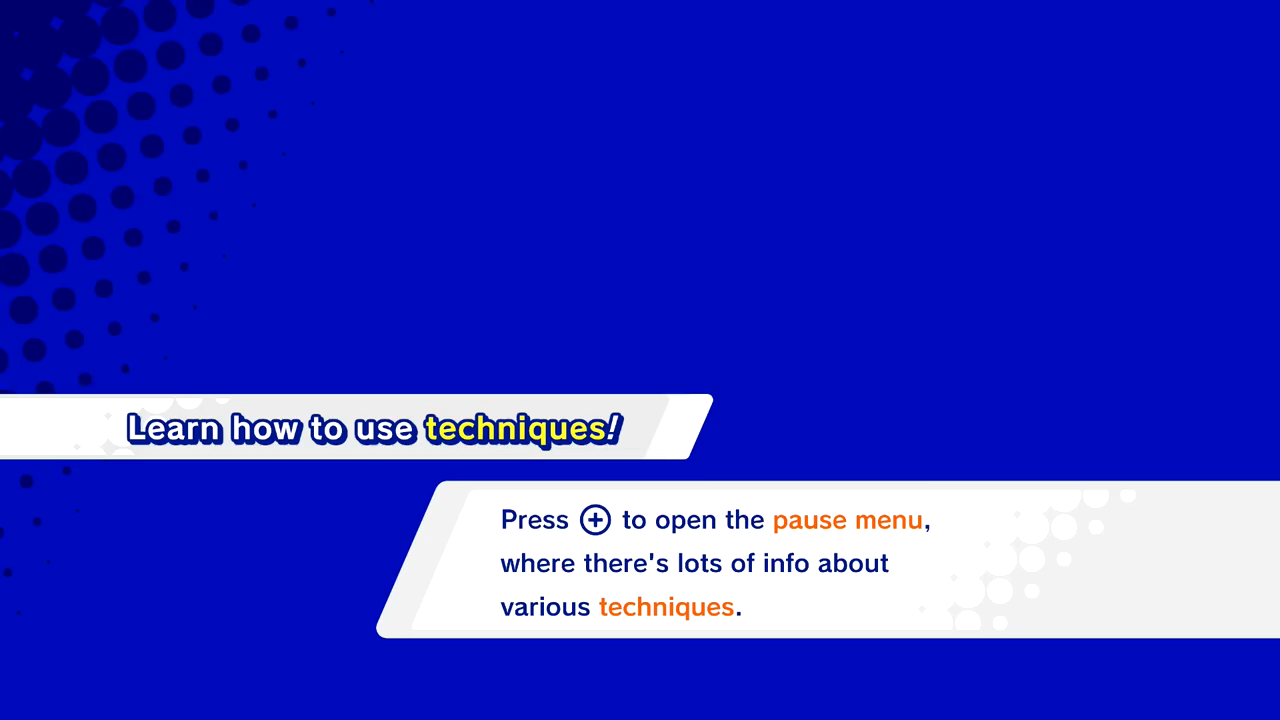 Learn how to use techniques!
Press ⊕ to open the pause menu,
where there's lots of info about
various techniques.